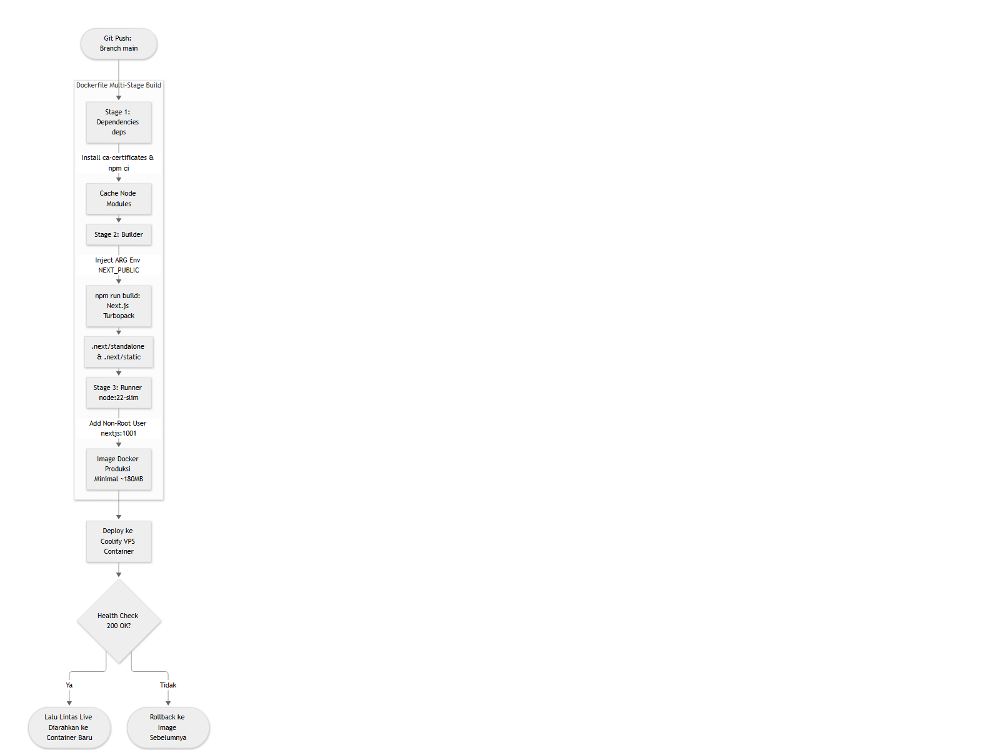 Git Push:
Branch main
Dockerfile Multi-Stage Build
Stage 1:
Dependencies
deps
Install ca-certificates &
npm ci
Cache Node
Modules
Stage 2: Builder
Inject ARG Env
NEXT_PUBLIC
npm run build:
Next.js
Turbopack
.next/standalone
& .next/static
Stage 3: Runner
node:22-slim
Add Non-Root User
nextjs:1001
Image Docker
Produksi
Minimal ~180MB
Deploy ke
Coolify VPS
Container
Health Check
200 OK?
Ya
Tidak
Lalu Lintas Live
Diarahkan ke
Container Baru
Rollback ke
Image
Sebelumnya